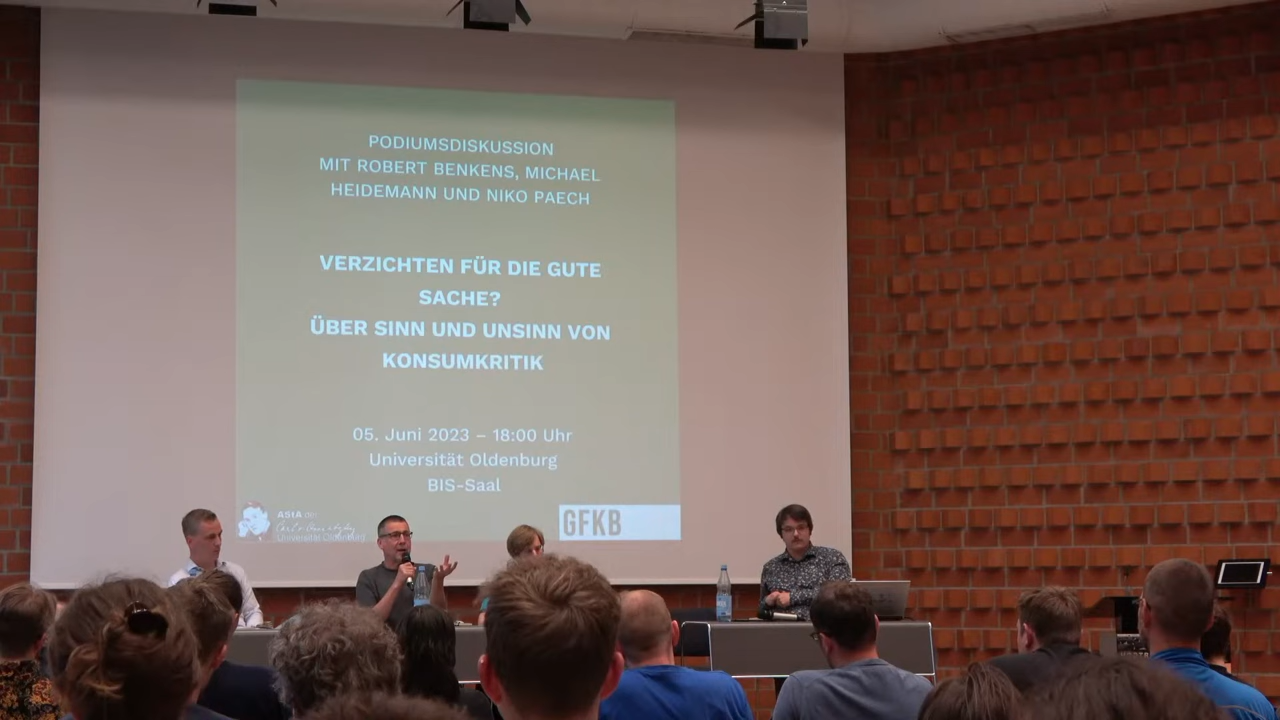 PODIUMSDISKUSSION
MIT ROBERT BENKENS, MICHAEL
HEIDEMANN UND NIKO PAECH
VERZICHTEN FÜR DIE GUTE
SACHE?
ÜBER SINN UND UNSINN VON
KONSUMKRITIK
05. Juni 2023 – 18:00 Uhr
Universität Oldenburg
BIS-Saal
AStA der
Universität Oldenburg
GFKB